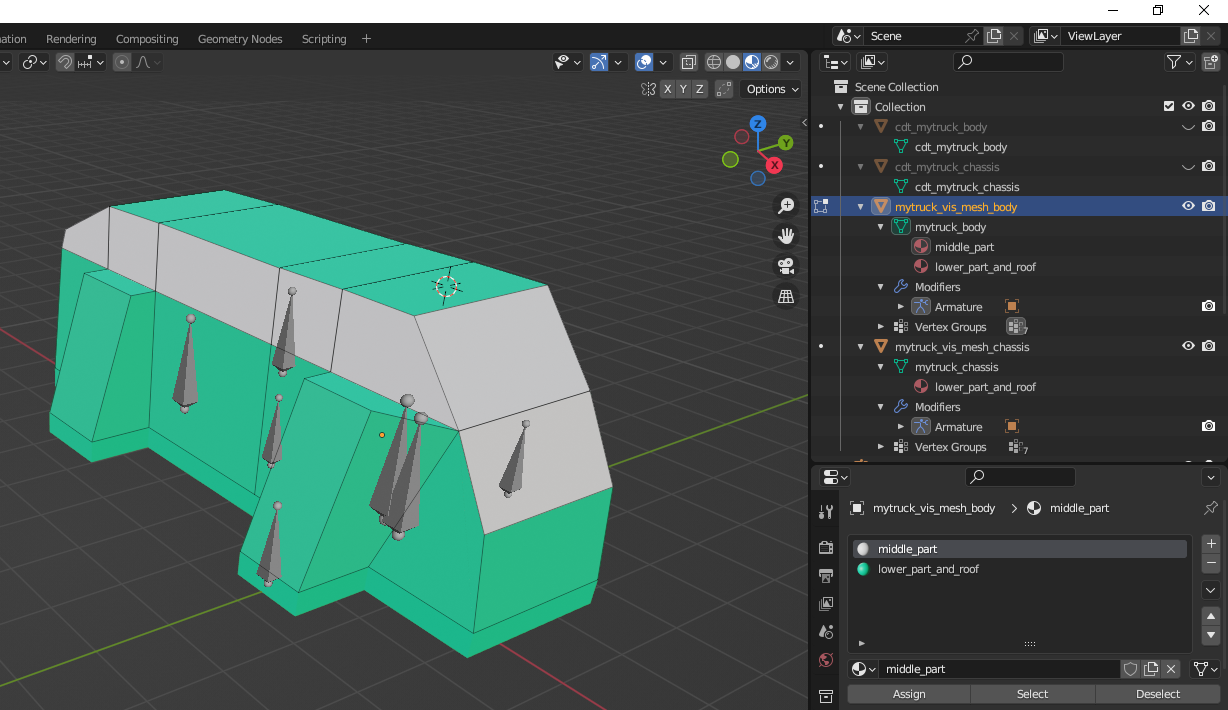 Rendering Compositing Geometry Nodes Scripting +
Scene
ViewLayer
X Y Z
Options
Z
Y
X
Scene Collection
Collection
cdt_mytruck_body
cdt_mytruck_body
cdt_mytruck_chassis
cdt_mytruck_chassis
mytruck_vis_mesh_body
mytruck_body
middle_part
lower_part_and_roof
Modifiers
Armature
Vertex Groups 7
mytruck_vis_mesh_chassis
mytruck_chassis
lower_part_and_roof
Modifiers
Armature
Vertex Groups 7
mytruck_vis_mesh_body > middle_part
middle_part
lower_part_and_roof
middle_part
Assign Select Deselect